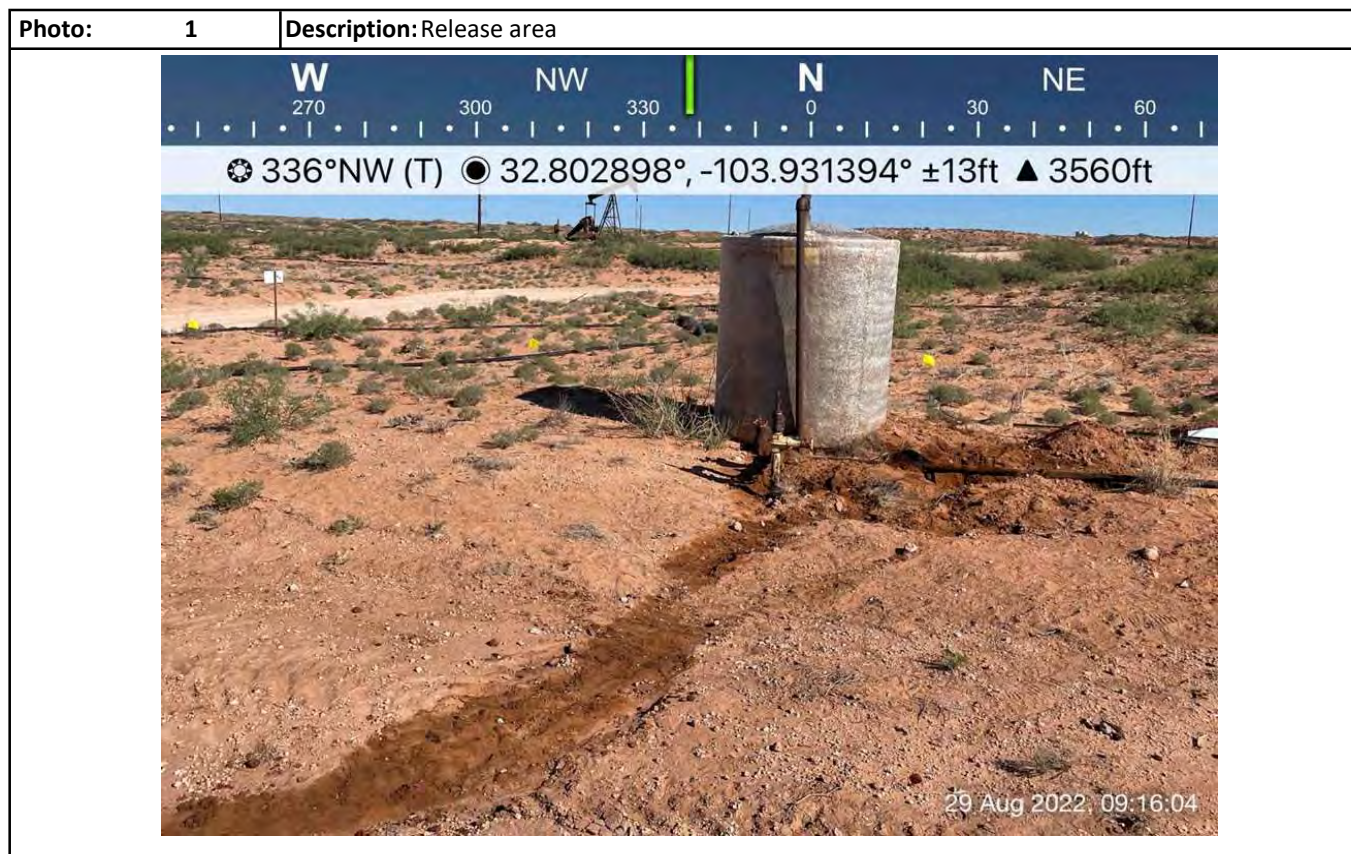 Photo: 1 Description: Release area
W NW N NE
270 300 330 0 30 60
336°NW (T) 32.802898°, -103.931394° ±13ft ▲ 3560ft
29 Aug 2022, 09:16:04